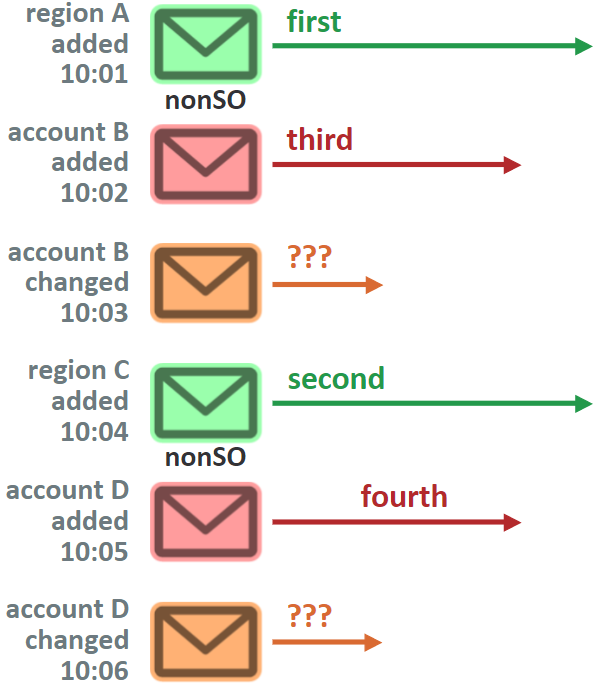 region A
added
10:01
first
nonSO
account B
added
10:02
third
account B
changed
10:03
???
region C
added
10:04
second
nonSO
account D
added
10:05
fourth
account D
changed
10:06
???